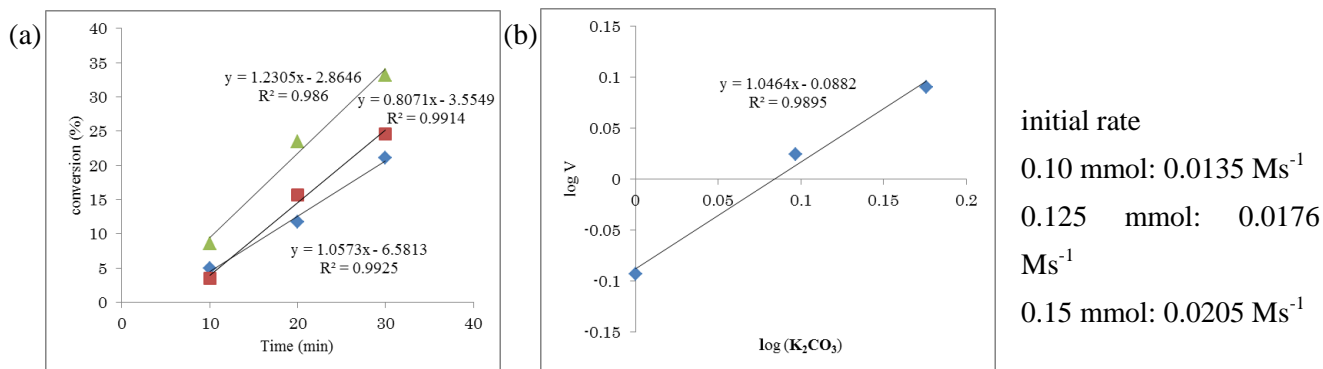 (a)
40
35
30
25
20
15
10
5
0
0
10
20
30
40
conversion (%)
Time (min)
y = 1.2305x - 2.8646
R² = 0.986
y = 0.8071x - 3.5549
R² = 0.9914
y = 1.0573x - 6.5813
R² = 0.9925
(b)
0.15
0.1
0.05
0
-0.05
-0.1
-0.15
0
0.05
0.1
0.15
0.2
log V
log (K₂CO₃)
y = 1.0464x - 0.0882
R² = 0.9895
initial rate
0.10 mmol: 0.0135 Ms⁻¹
0.125 mmol: 0.0176
Ms⁻¹
0.15 mmol: 0.0205 Ms⁻¹